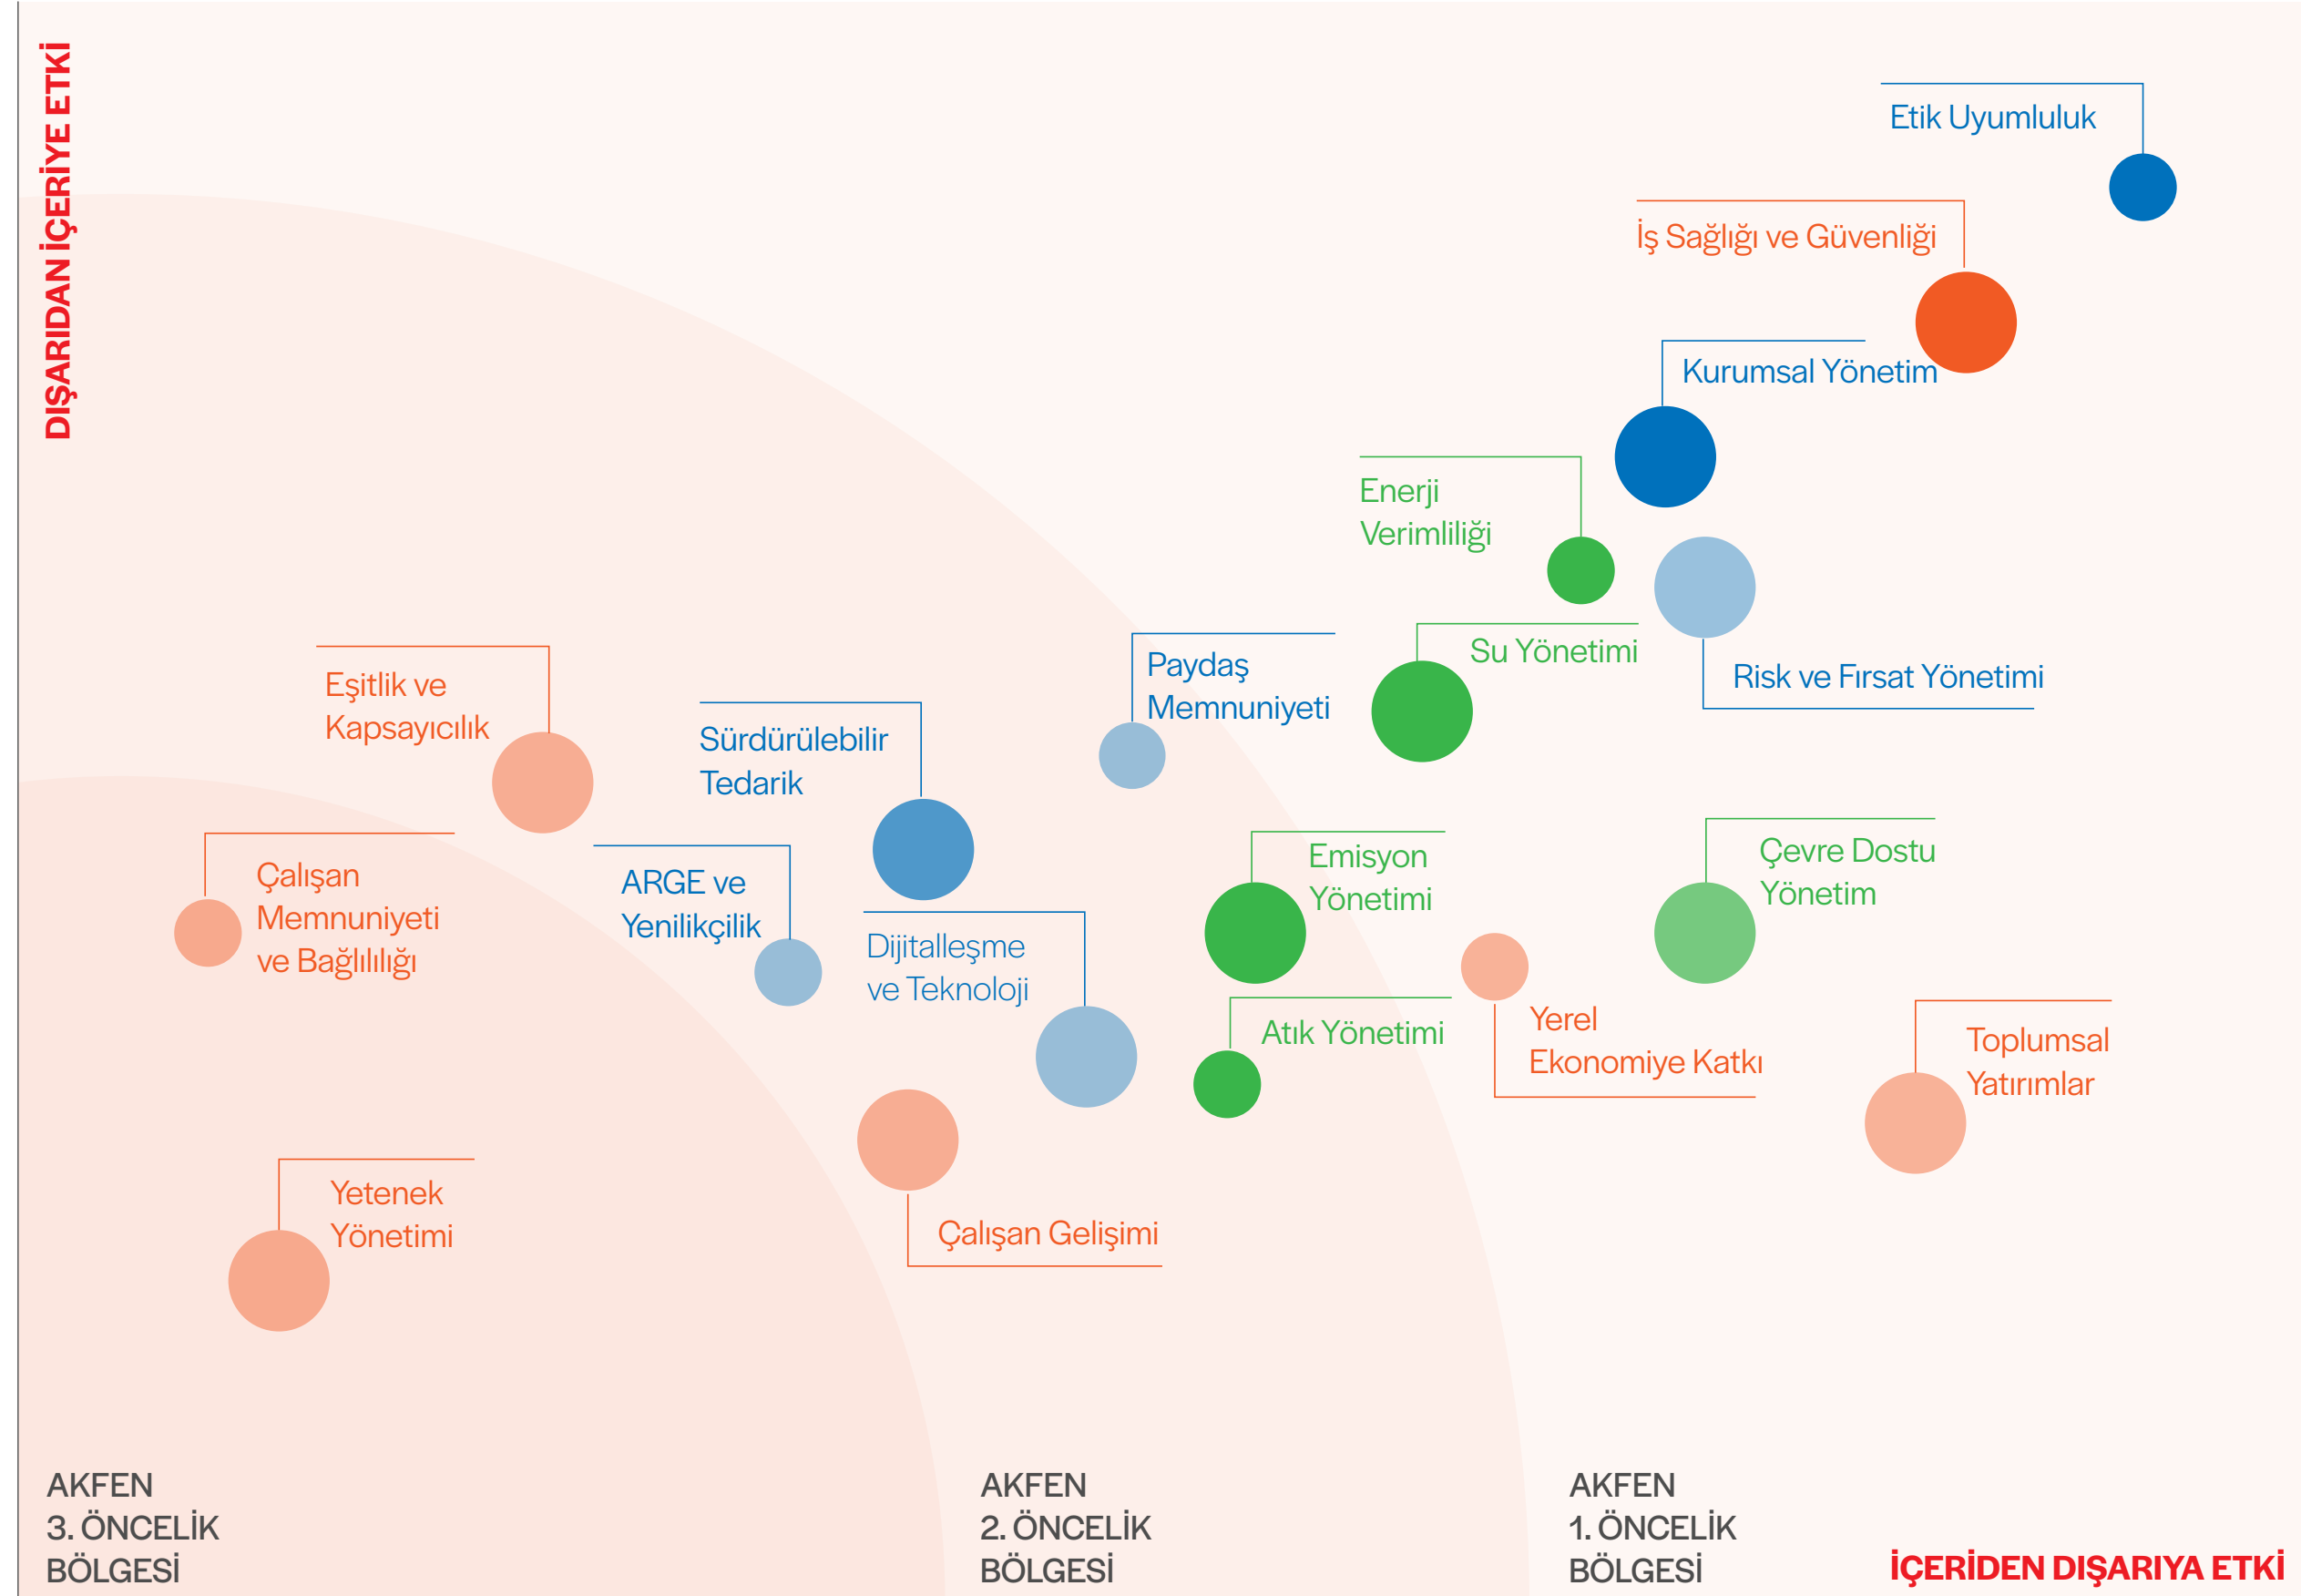 DIŞARIDAN İÇERİYE ETKİ
Etik Uyumluluk
İş Sağlığı ve Güvenliği
Kurumsal Yönetim
Enerji
Verimliliği
Su Yönetimi
Risk ve Fırsat Yönetimi
Paydaş
Memnuniyeti
Eşitlik ve
Kapsayıcılık
Sürdürülebilir
Tedarik
Çalışan
Memnuniyeti
ve Bağlılılığı
ARGE ve
Yenilikçilik
Dijitalleşme
ve Teknoloji
Emisyon
Yönetimi
Çevre Dostu
Yönetim
Atık Yönetimi
Yerel
Ekonomiye Katkı
Toplumsal
Yatırımlar
Yetenek
Yönetimi
Çalışan Gelişimi
AKFEN
3. ÖNCELİK
BÖLGESİ
AKFEN
2. ÖNCELİK
BÖLGESİ
AKFEN
1. ÖNCELİK
BÖLGESİ
İÇERİDEN DIŞARIYA ETKİ